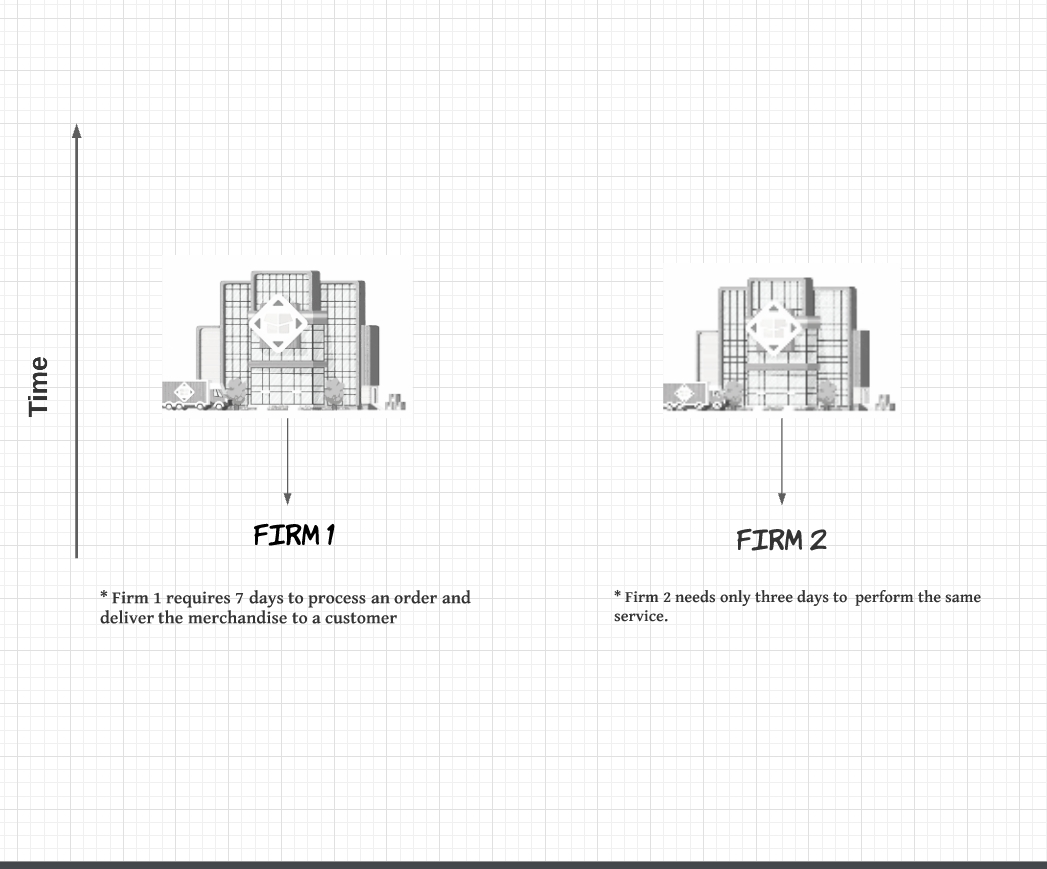 Time
FIRM 1
FIRM 2
* Firm 1 requires 7 days to process an order and
deliver the merchandise to a customer
* Firm 2 needs only three days to  perform the same
service.